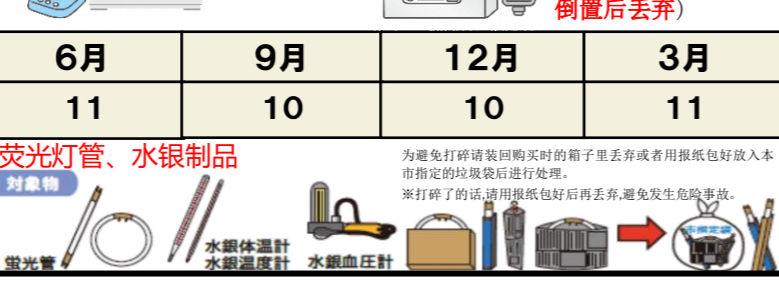 倒置后丢弃）
6月 9月 12月 3月
11 10 10 11
荧光灯管、水银制品
为避免打碎请装回购买时的箱子里丢弃或者用报纸包好放入本
市指定的垃圾袋后进行处理。
※打碎了的话,请用报纸包好后再丢弃,避免发生危险事故。
対象物
蛍光管
水銀体温計
水銀温度計
水銀血圧計
市指定袋